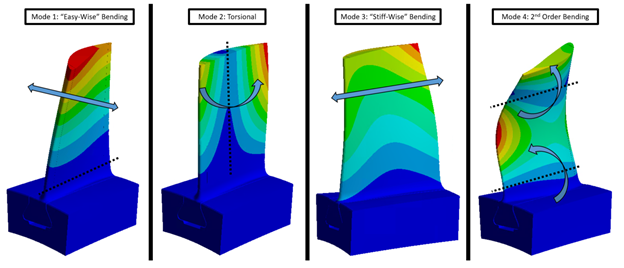 Mode 1: "Easy-Wise" Bending
Mode 2: Torsional
Mode 3: "Stiff-Wise" Bending
Mode 4: 2nd Order Bending